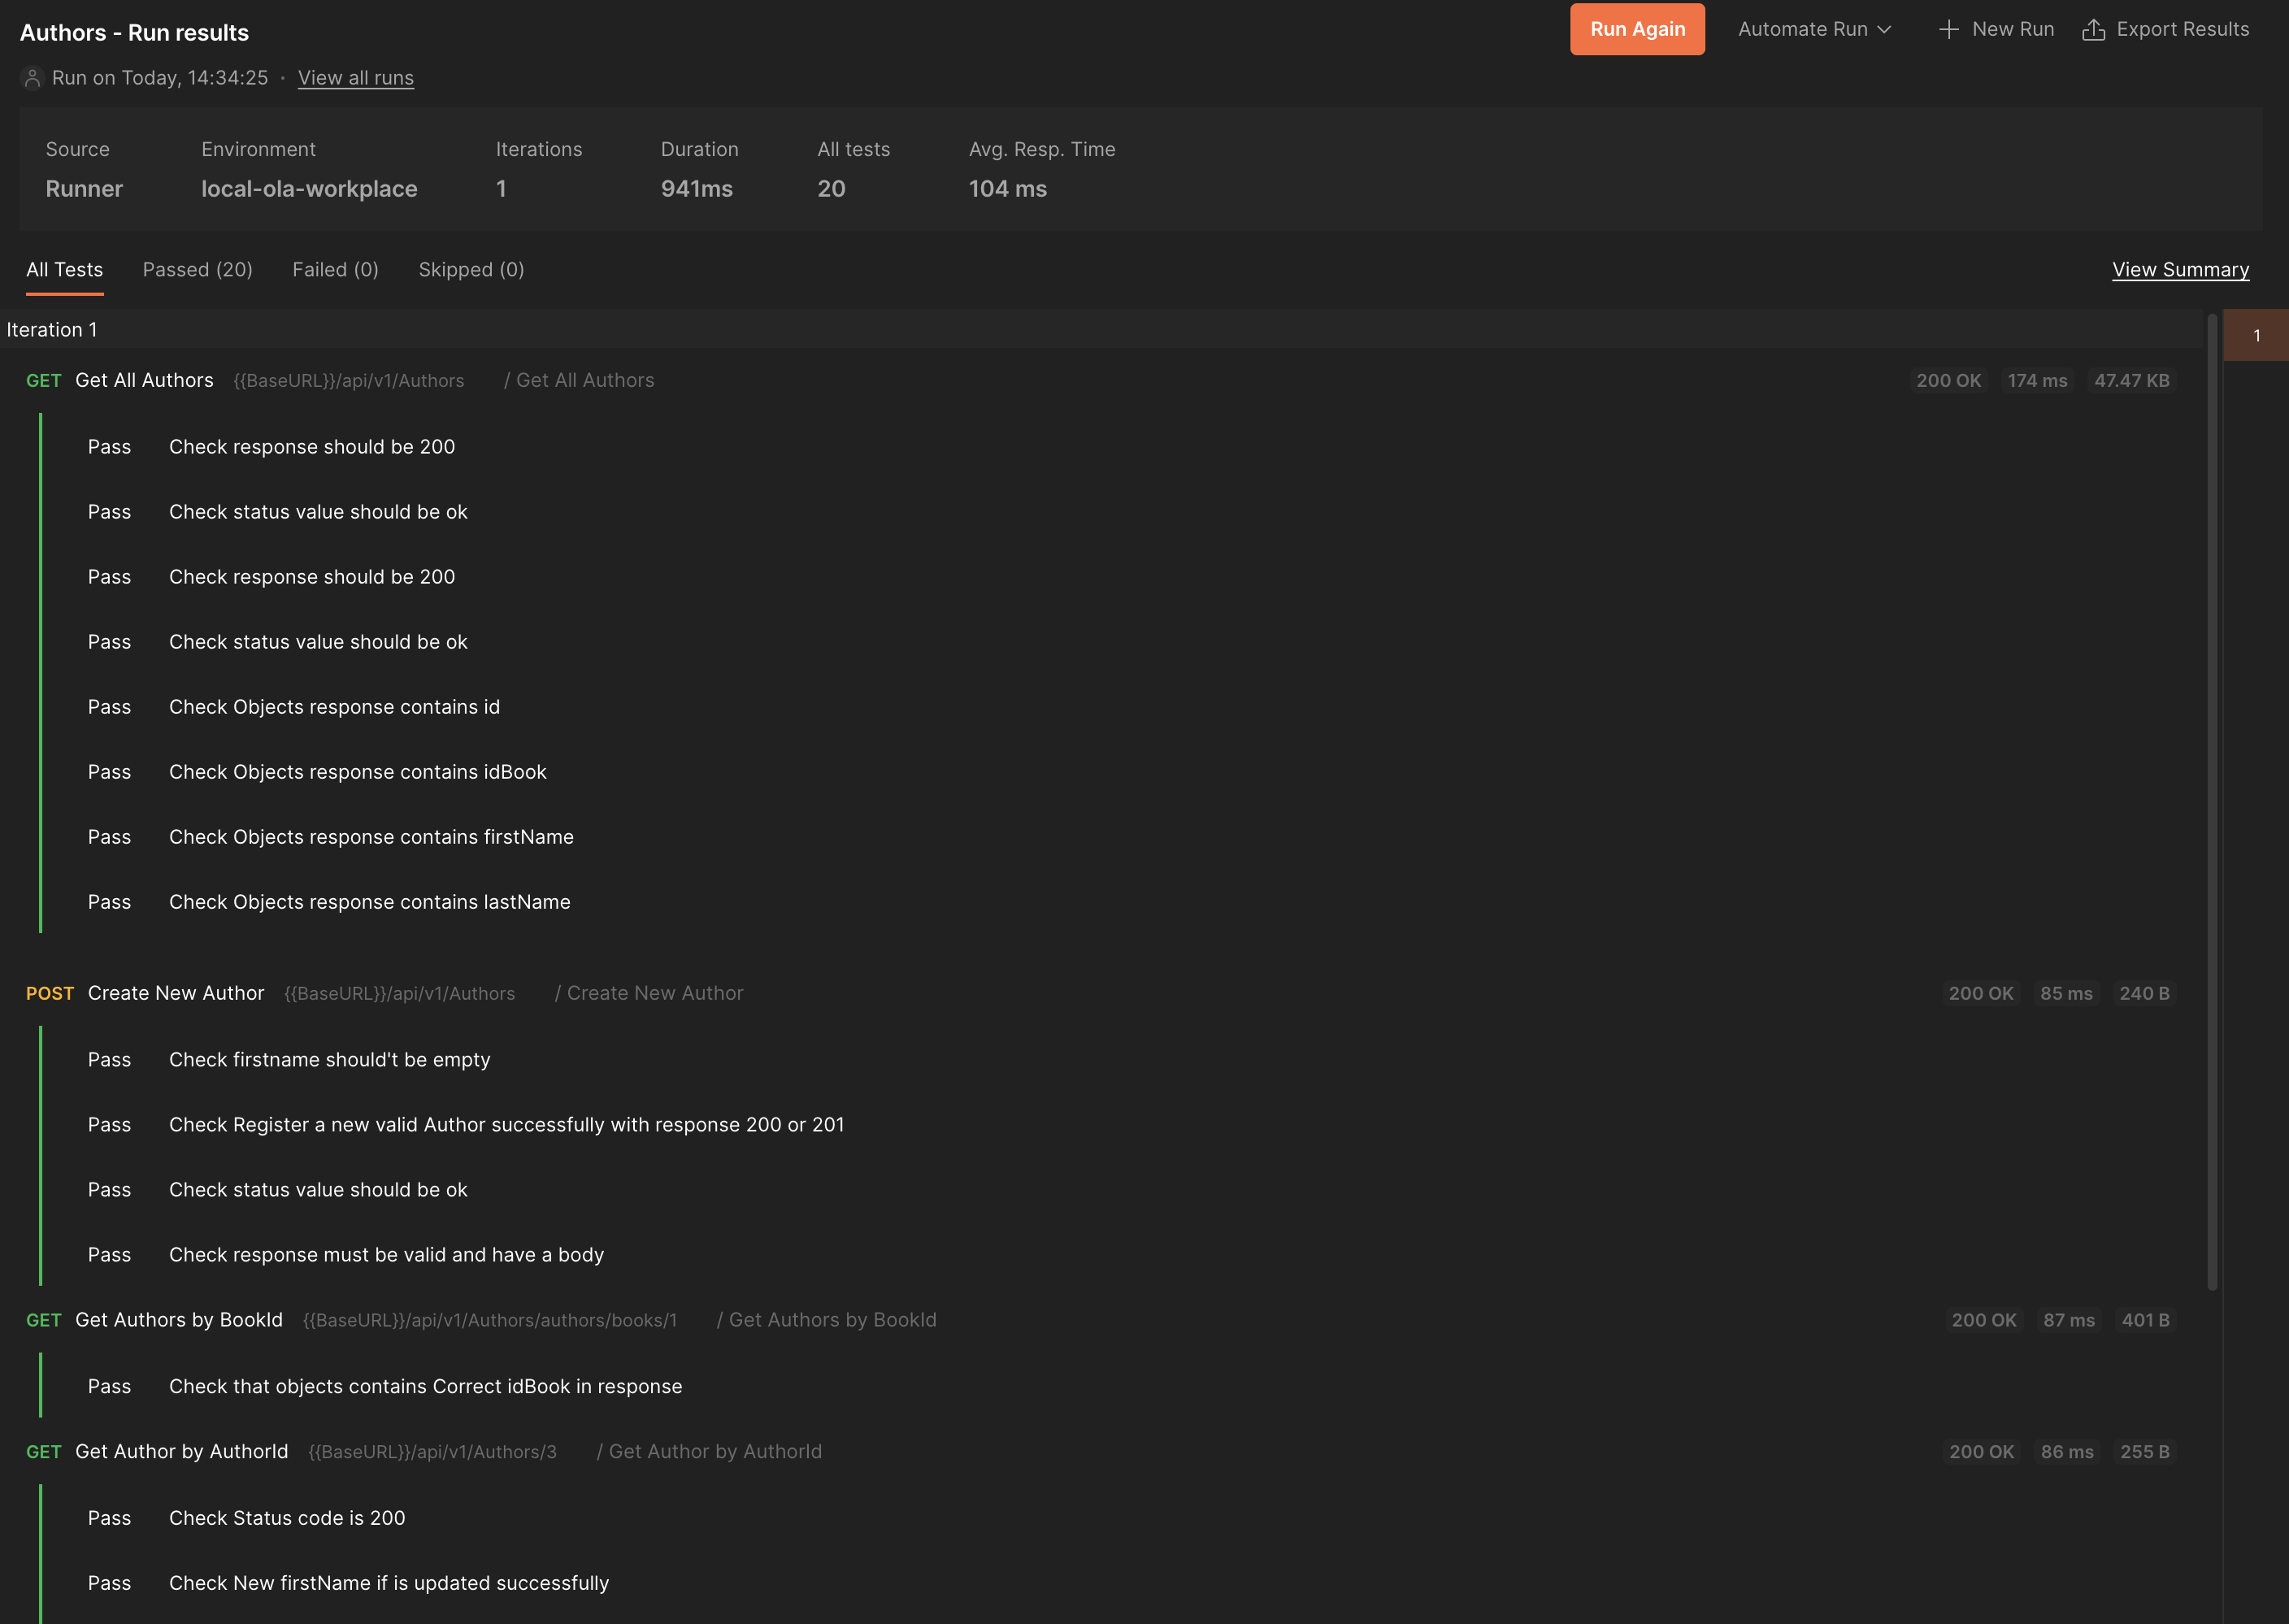 Authors - Run results
Run Again
Automate Run
New Run
Export Results
Run on Today, 14:34:25 · View all runs
Source Environment Iterations Duration All tests Avg. Resp. Time
Runner local-ola-workplace 1 941ms 20 104 ms
All Tests Passed (20) Failed (0) Skipped (0) View Summary
Iteration 1
1
GET Get All Authors {{BaseURL}}/api/v1/Authors / Get All Authors 200 OK 174 ms 47.47 KB
Pass Check response should be 200
Pass Check status value should be ok
Pass Check response should be 200
Pass Check status value should be ok
Pass Check Objects response contains id
Pass Check Objects response contains idBook
Pass Check Objects response contains firstName
Pass Check Objects response contains lastName
POST Create New Author {{BaseURL}}/api/v1/Authors / Create New Author 200 OK 85 ms 240 B
Pass Check firstname should't be empty
Pass Check Register a new valid Author successfully with response 200 or 201
Pass Check status value should be ok
Pass Check response must be valid and have a body
GET Get Authors by BookId {{BaseURL}}/api/v1/Authors/authors/books/1 / Get Authors by BookId 200 OK 87 ms 401 B
Pass Check that objects contains Correct idBook in response
GET Get Author by AuthorId {{BaseURL}}/api/v1/Authors/3 / Get Author by AuthorId 200 OK 86 ms 255 B
Pass Check Status code is 200
Pass Check New firstName if is updated successfully